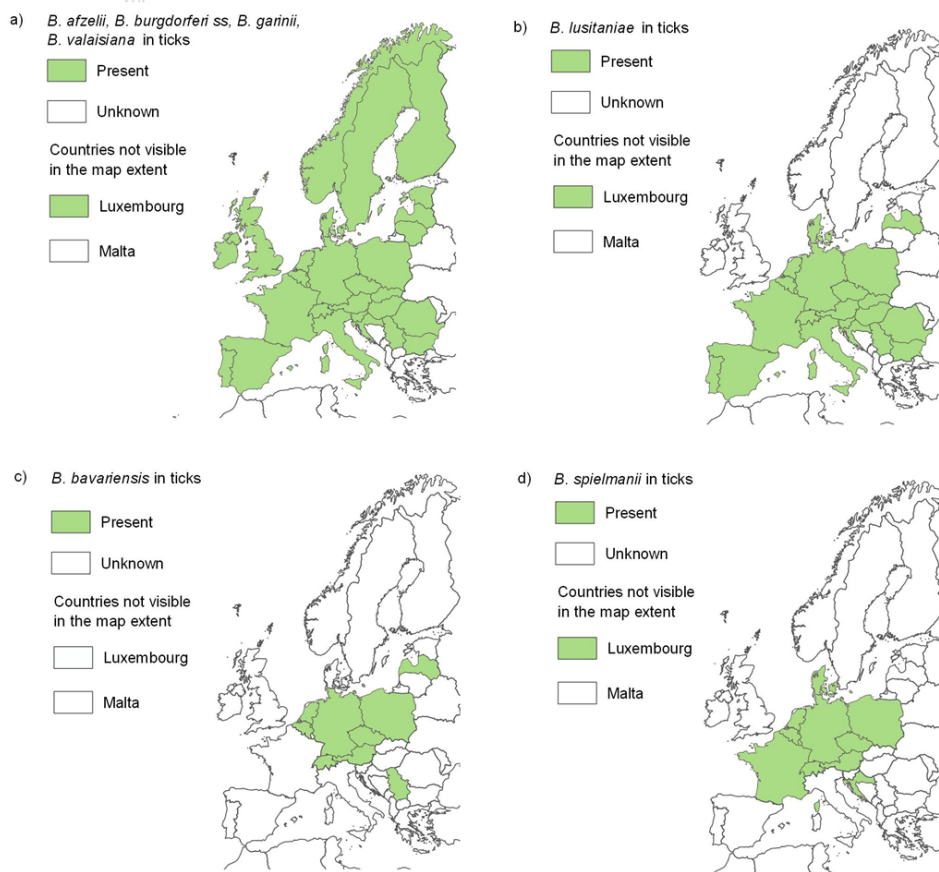 a) B. afzelii, B. burgdorferi ss, B. garinii,
B. valaisiana in ticks
Present
Unknown
Countries not visible
in the map extent
Luxembourg
Malta
b) B. lusitaniae in ticks
Present
Unknown
Countries not visible
in the map extent
Luxembourg
Malta
c) B. bavariensis in ticks
Present
Unknown
Countries not visible
in the map extent
Luxembourg
Malta
d) B. spielmanii in ticks
Present
Unknown
Countries not visible
in the map extent
Luxembourg
Malta